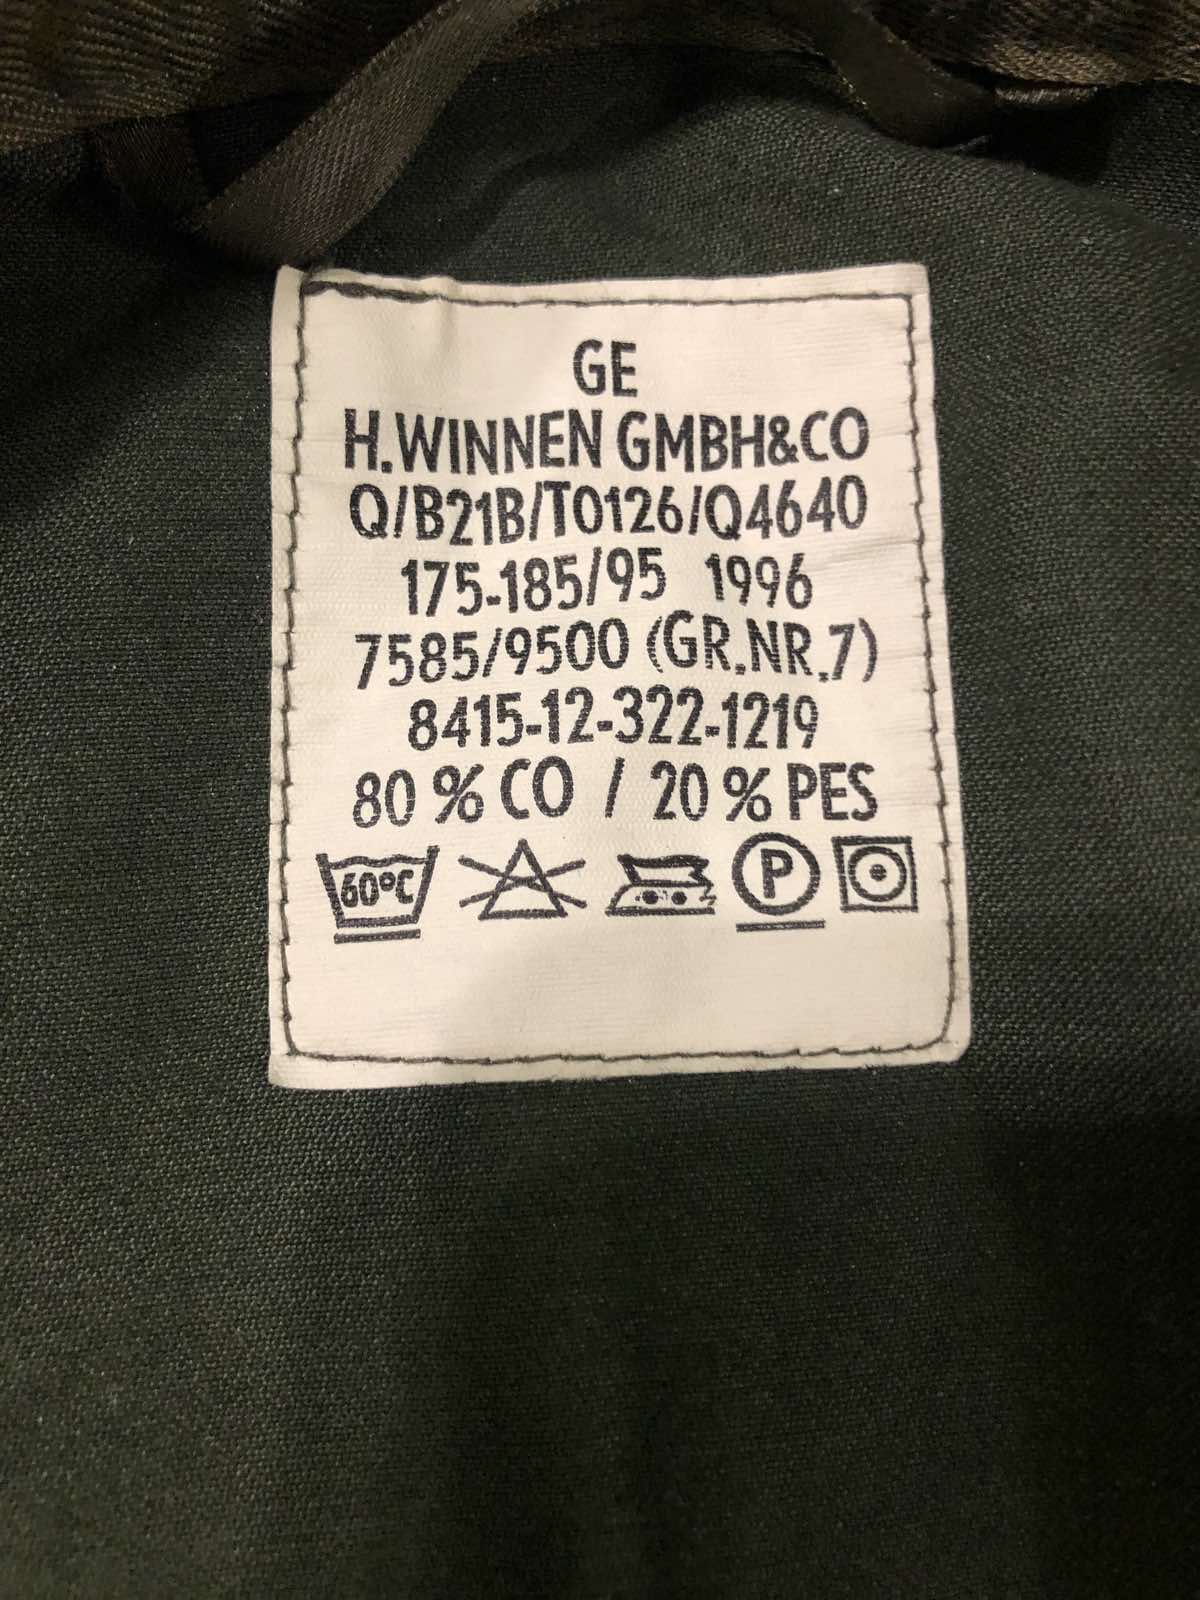 GE
H.WINNEN GMBH&CO
Q/B21B/T0126/Q4640
175-185/95 1996
7585/9500 (GR.NR.7)
8415-12-322-1219
80 % CO / 20 % PES
60°C P